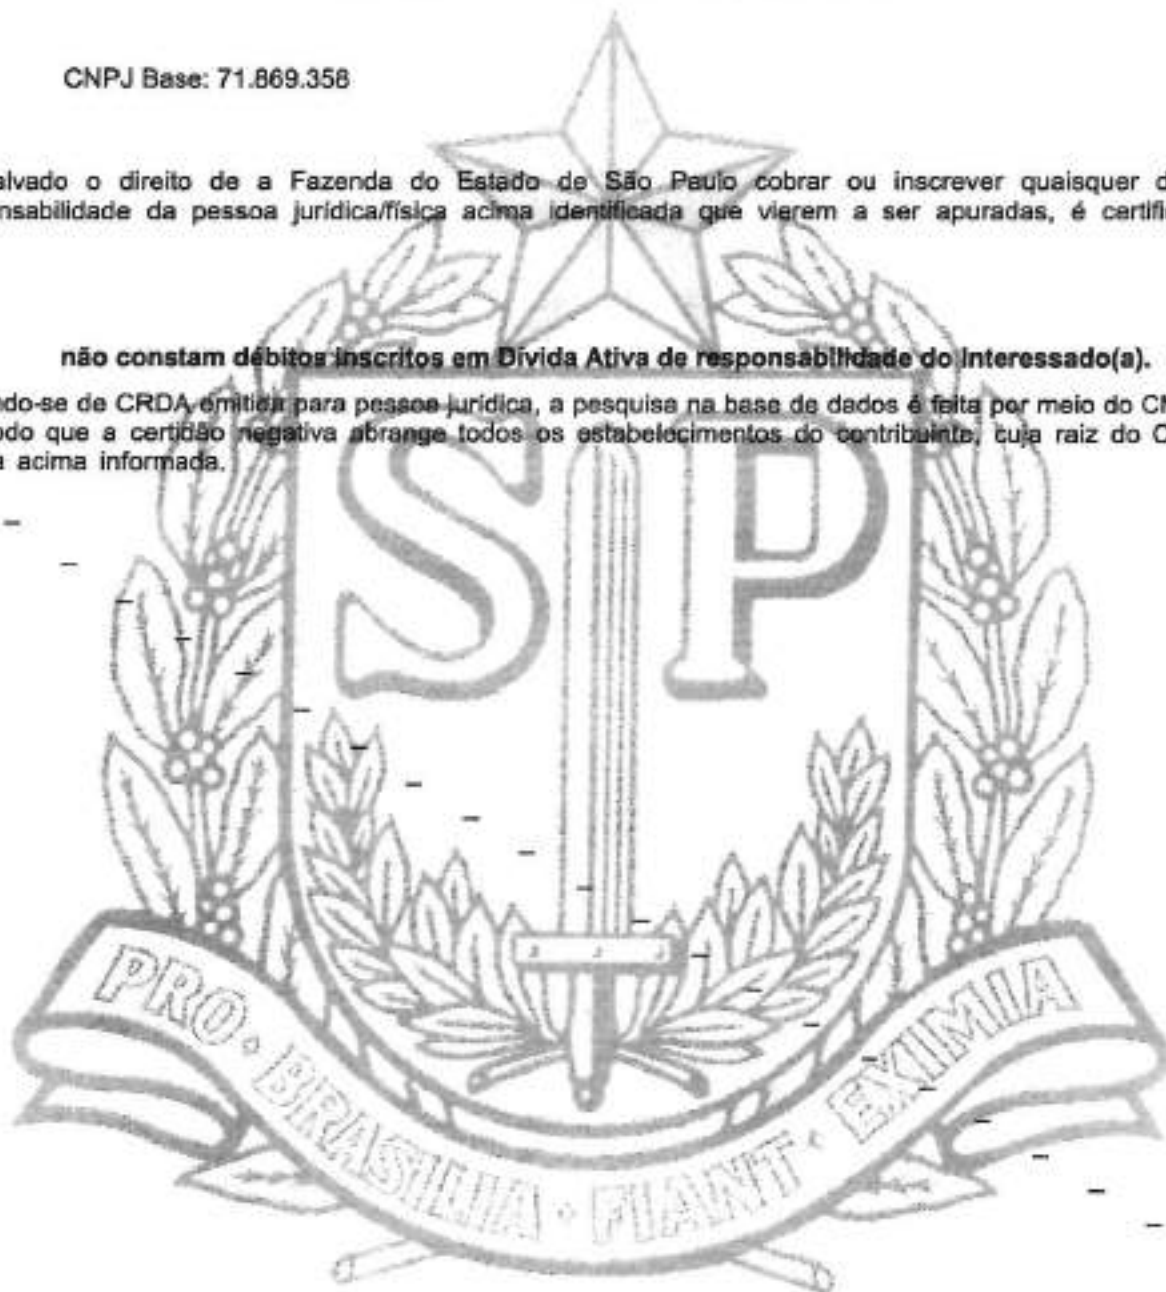 CNPJ Base: 71.869.358
alvado o direito de a Fazenda do Estado de São Paulo cobrar ou inscrever quaisquer d
nsabilidade da pessoa jurídica/física acima identificada que vierem a ser apuradas, é certifi
não constam débitos inscritos em Dívida Ativa de responsabilidade do Interessado(a).
ndo-se de CRDA emitida para pessoa jurídica, a pesquisa na base de dados é feita por meio do CN
odo que a certidão negativa abrange todos os estabelecimentos do contribuinte, cuja raiz do C
a acima informada.
SP
PRO BRASILIA FIANT EXIMIA